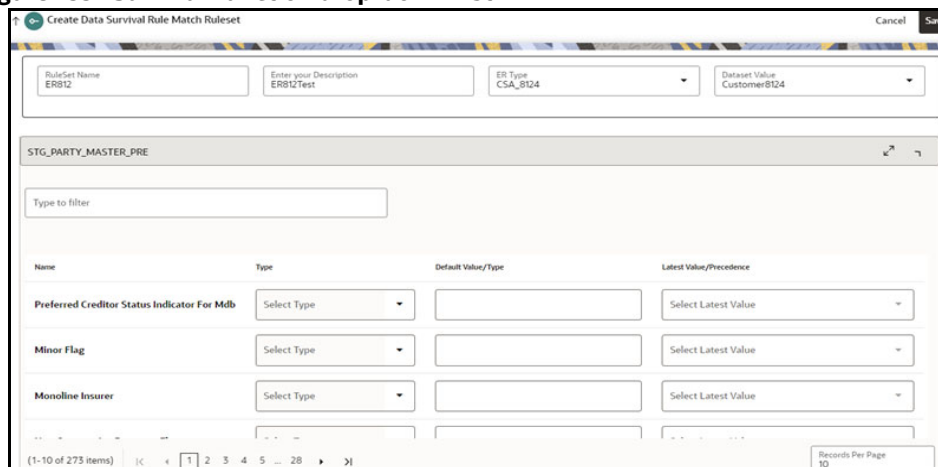 Create Data Survival Rule Match Ruleset
Cancel
RuleSet Name
ER812
Enter your Description
ER812Test
ER Type
CSA_8124
Dataset Value
Customer8124
STG_PARTY_MASTER_PRE
Type to filter
Name Type Default Value/Type Latest Value/Precedence
Preferred Creditor Status Indicator For Mdb Select Type Select Latest Value
Minor Flag Select Type Select Latest Value
Monoline Insurer Select Type Select Latest Value
(1-10 of 273 items) 1 2 3 4 5 ... 28
Records Per Page
10